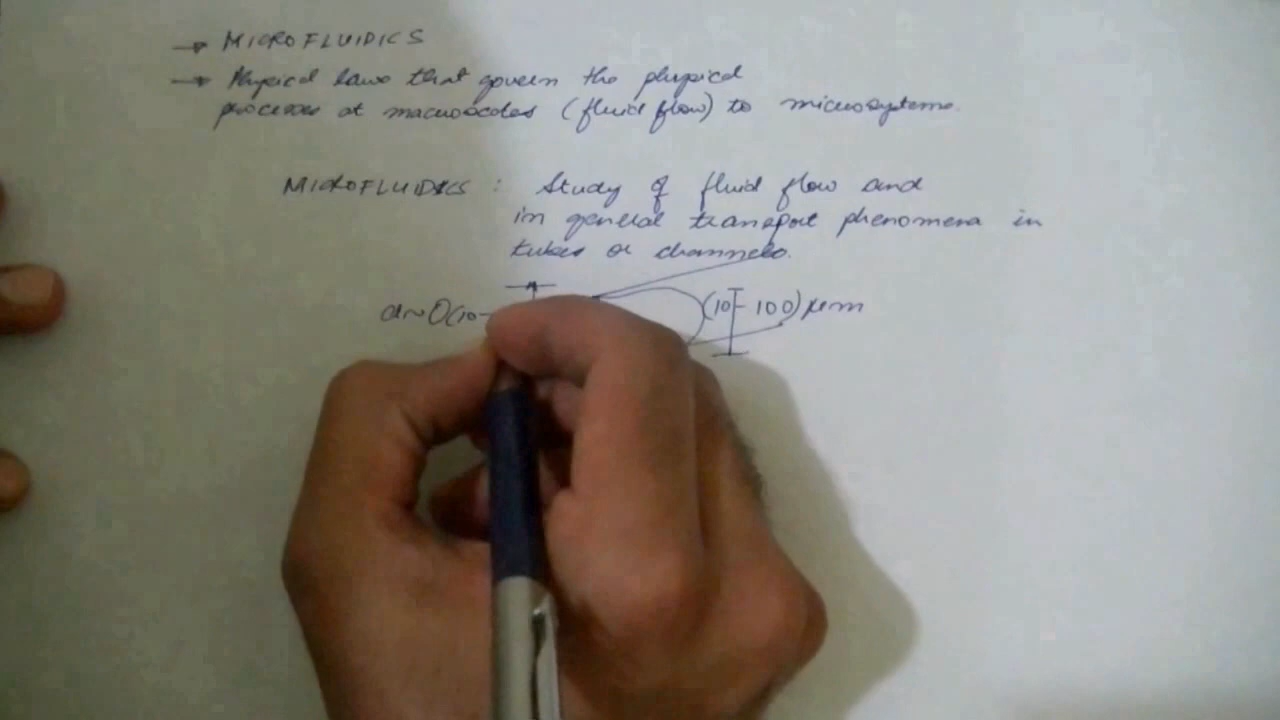 → MICROFLUIDICS
→ Physical laws that govern the physical
processes at macroscales (fluid flow) to microsystems.
MICROFLUIDICS : Study of fluid flow and
in general transport phenomena in
tubes or channels.
d~O(10- (10- 100) μm